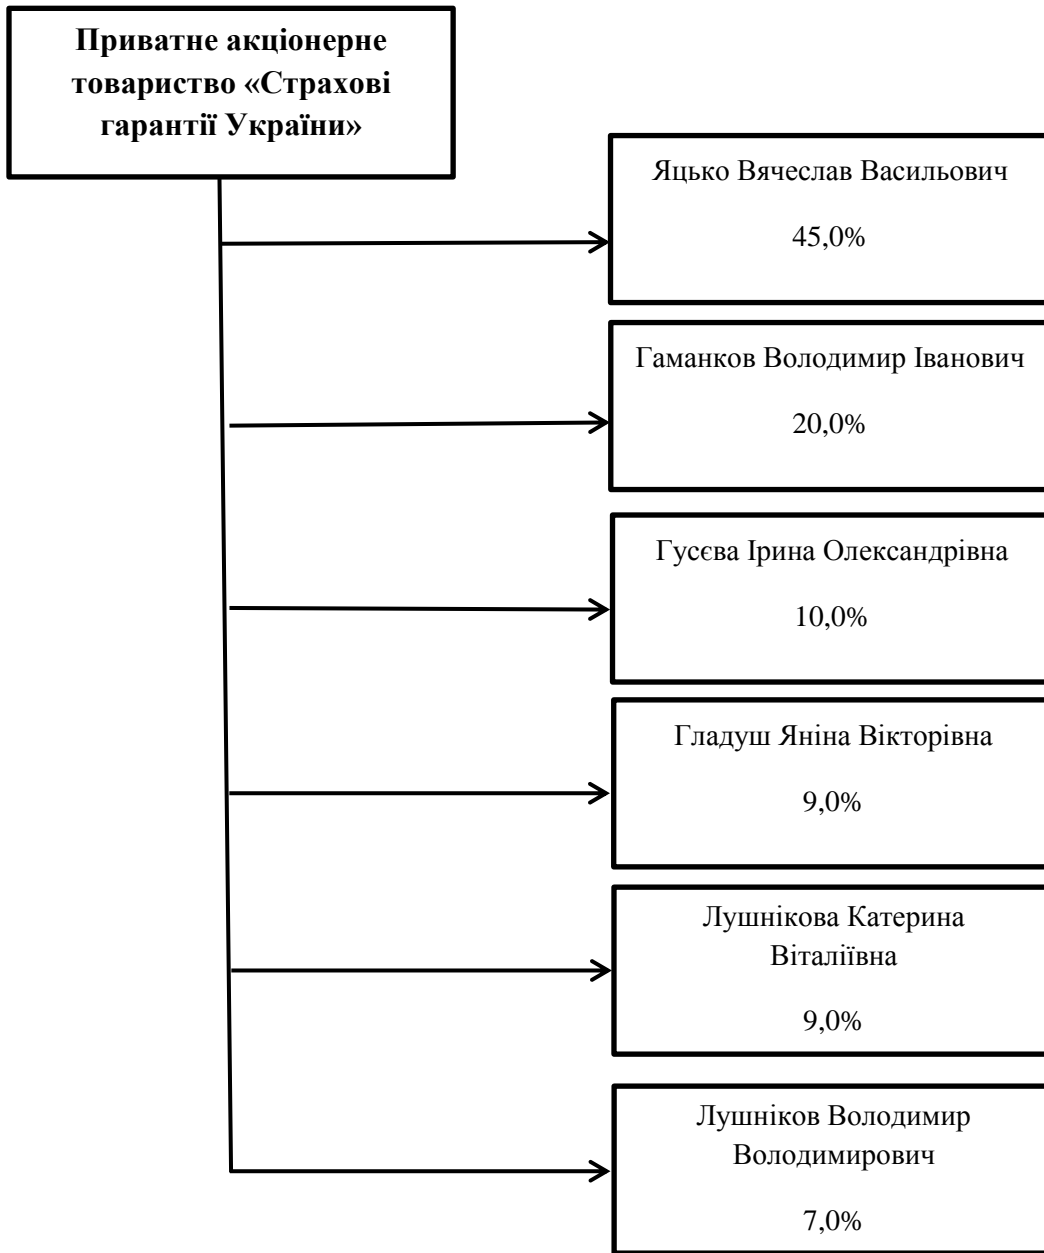 Приватне акціонерне
товариство «Страхові
гарантії України»
Яцько Вячеслав Васильович
45,0%
Гаманков Володимир Іванович
20,0%
Гусєва Ірина Олександрівна
10,0%
Гладуш Яніна Вікторівна
9,0%
Лушнікова Катерина
Віталіївна
9,0%
Лушніков Володимир
Володимирович
7,0%